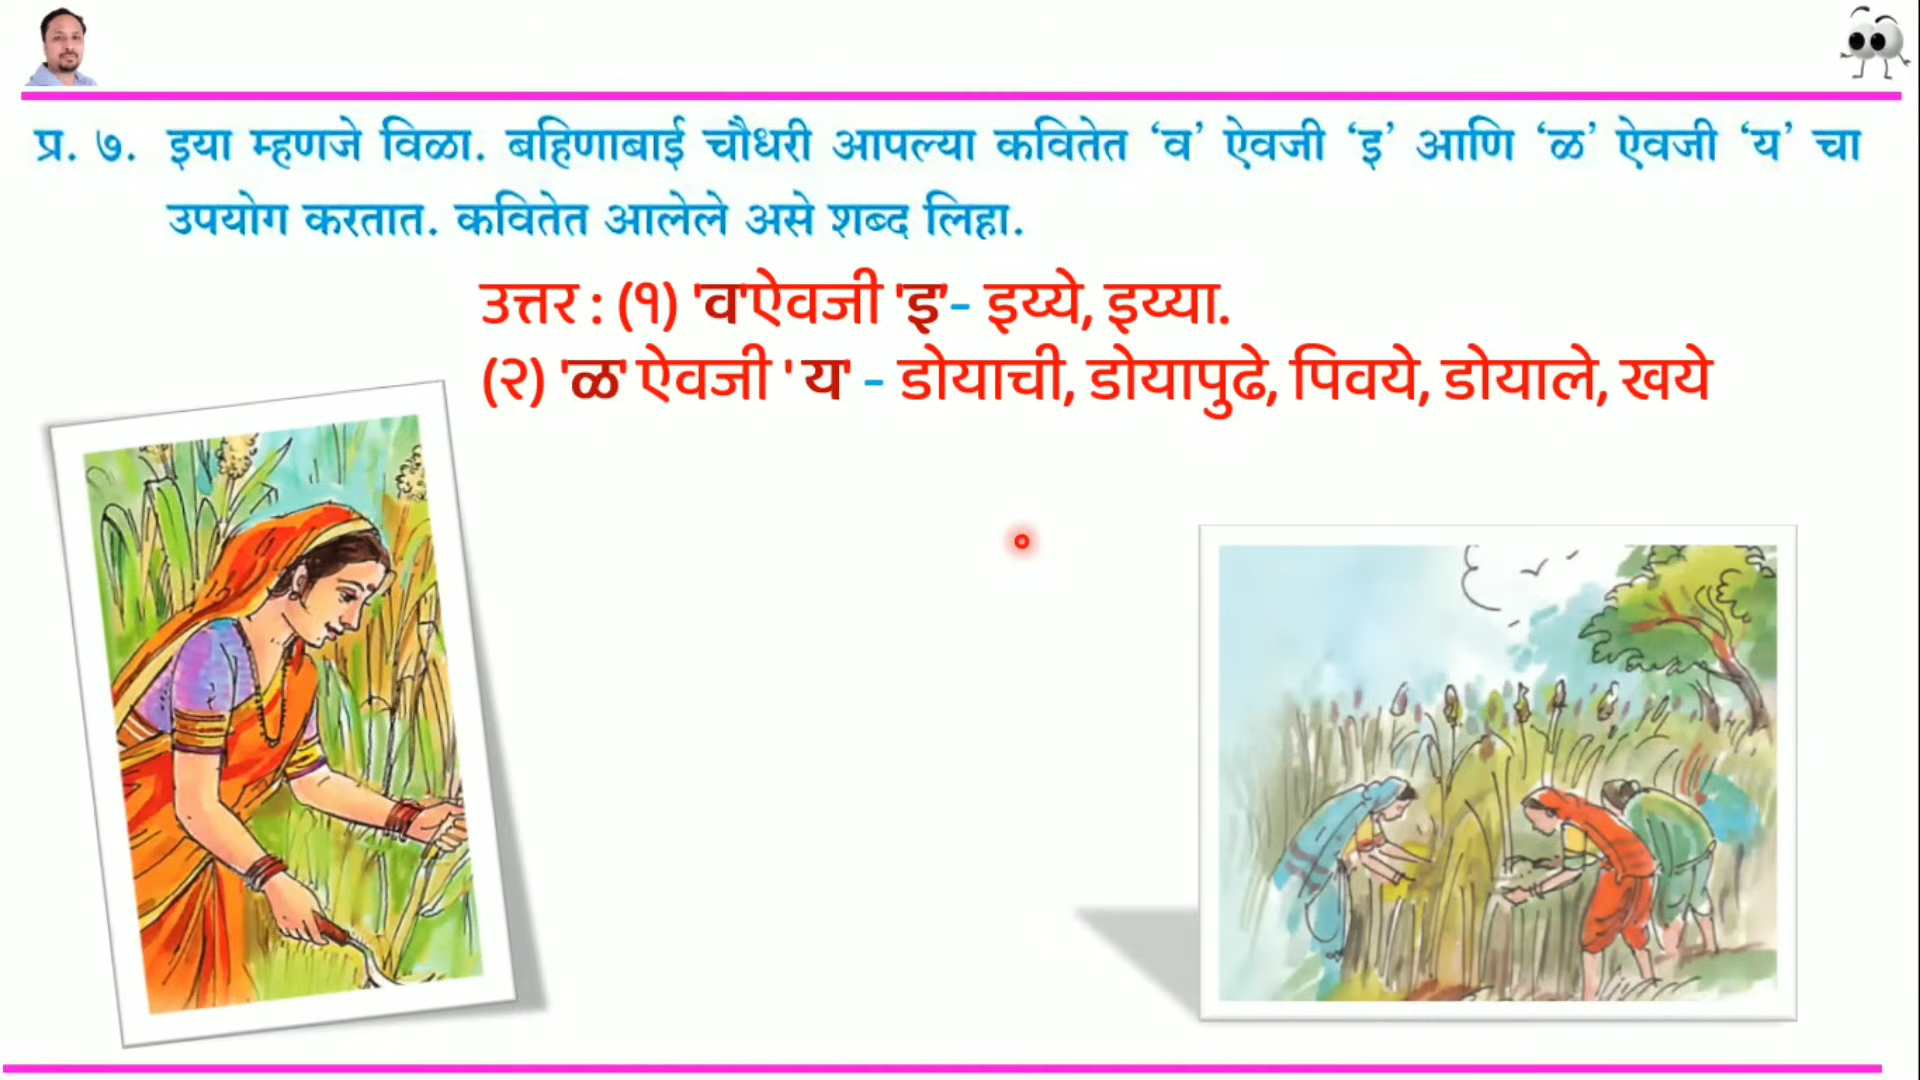 प्र. ७. इया म्हणजे विळा. बहिणाबाई चौधरी आपल्या कवितेत ‘व’ ऐवजी ‘इ’ आणि ‘ळ’ ऐवजी ‘य’ चा
उपयोग करतात. कवितेत आलेले असे शब्द लिहा.
उत्तर : (१) 'व'ऐवजी 'इ'- इय्ये, इय्या.
(२) 'ळ' ऐवजी ' य' - डोयाची, डोयापुढे, पिवये, डोयाले, खये